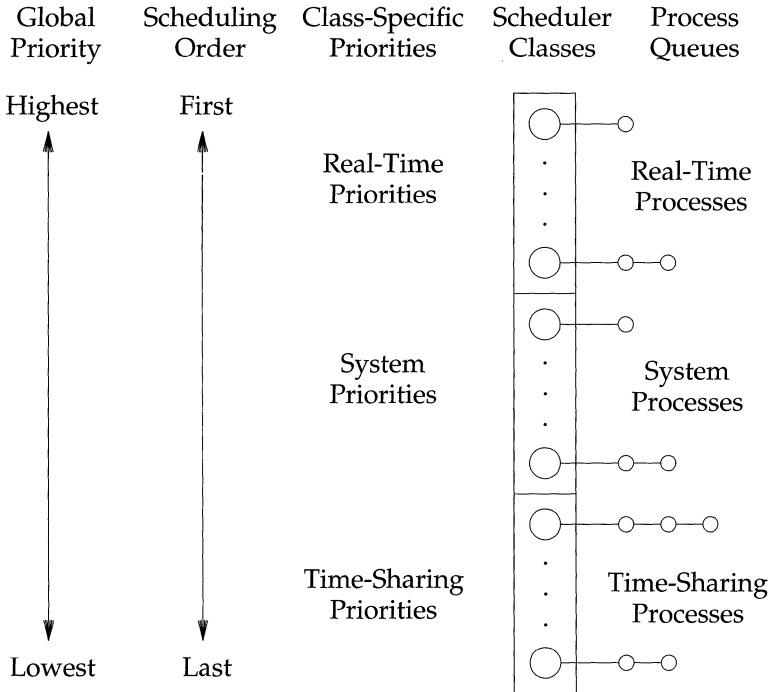 Global
Priority
Scheduling
Order
Class-Specific
Priorities
Scheduler
Classes
Process
Queues
Highest
First
Real-Time
Priorities
Real-Time
Processes
System
Priorities
System
Processes
Time-Sharing
Priorities
Time-Sharing
Processes
Lowest
Last